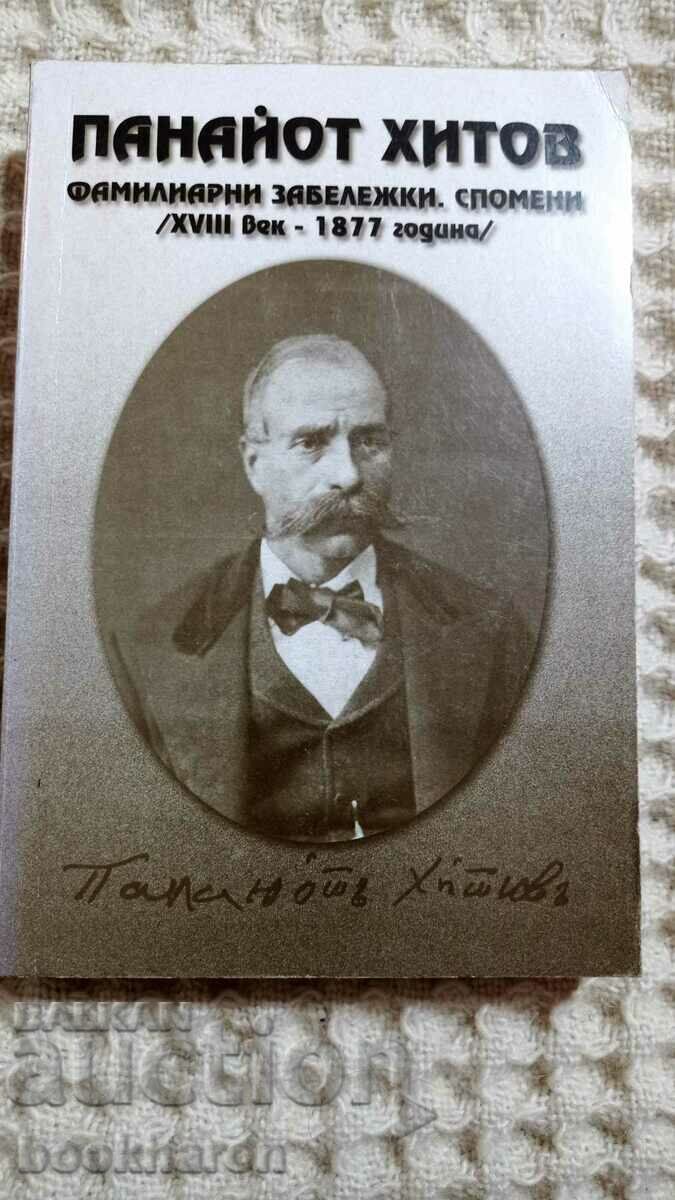 ПАНАЙОТ ХИТОВ
ФАМИЛИАРНИ ЗАБЕЛЕЖКИ. СПОМЕНИ
/XVIII век - 1877 година/
Панайотъ Хитовъ
BALKAN
auction
bookharon